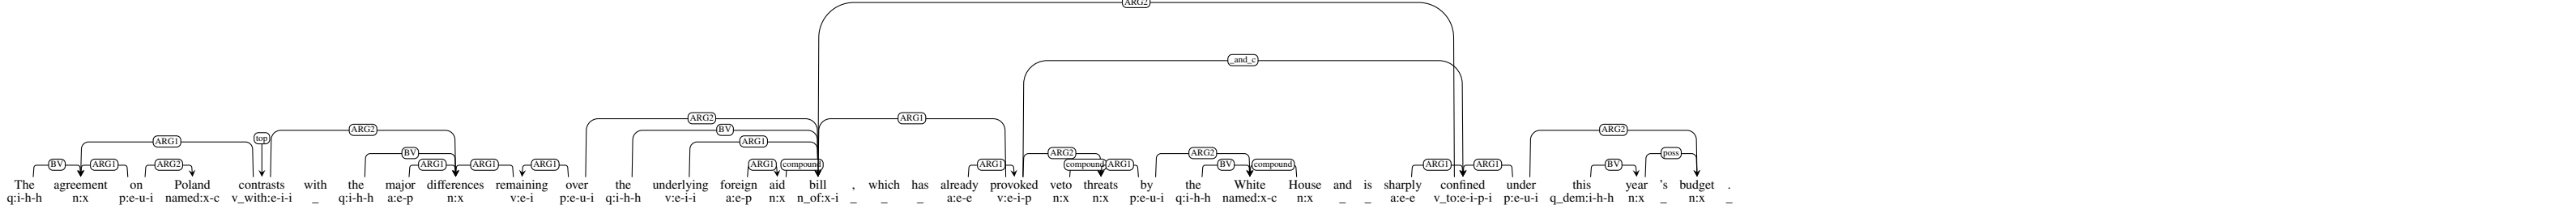 ARG2
_and_c
ARG2 ARG1
ARG2 BV
top
ARG1 ARG1
BV ARG2 ARG2 poss
BV ARG1 ARG2 ARG1 ARG1 ARG1 ARG1 compound ARG1 compound ARG1 BV compound ARG1 ARG1 BV
The agreement on Poland contrasts with the major differences remaining over the underlying foreign aid bill , which has already provoked veto threats by the White House and is sharply confined under this year 's budget .
q:i-h-h n:x p:e-u-i named:x-c v_with:e-i-i _ q:i-h-h a:e-p n:x v:e-i p:e-u-i q:i-h-h v:e-i-i a:e-p n:x n_of:x-i _ _ _ a:e-e v:e-i-p n:x n:x p:e-u-i q:i-h-h named:x-c n:x _ _ a:e-e v_to:e-i-p-i p:e-u-i q_dem:i-h-h n:x _ n:x _